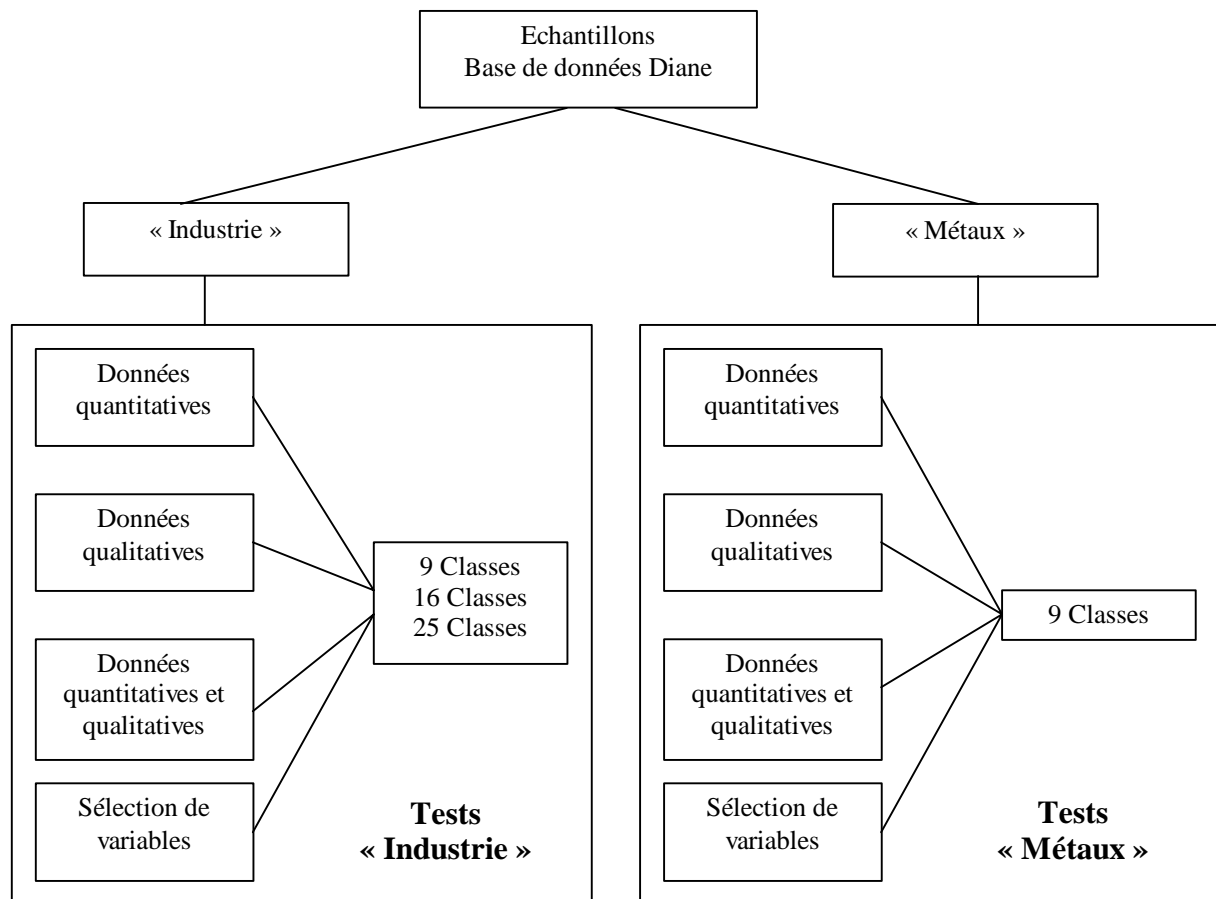 Echantillons
Base de données Diane
« Industrie »
« Métaux »
Données
quantitatives
Données
qualitatives
Données
quantitatives et
qualitatives
Sélection de
variables
9 Classes
16 Classes
25 Classes
Tests
« Industrie »
Données
quantitatives
Données
qualitatives
Données
quantitatives et
qualitatives
Sélection de
variables
9 Classes
Tests
« Métaux »